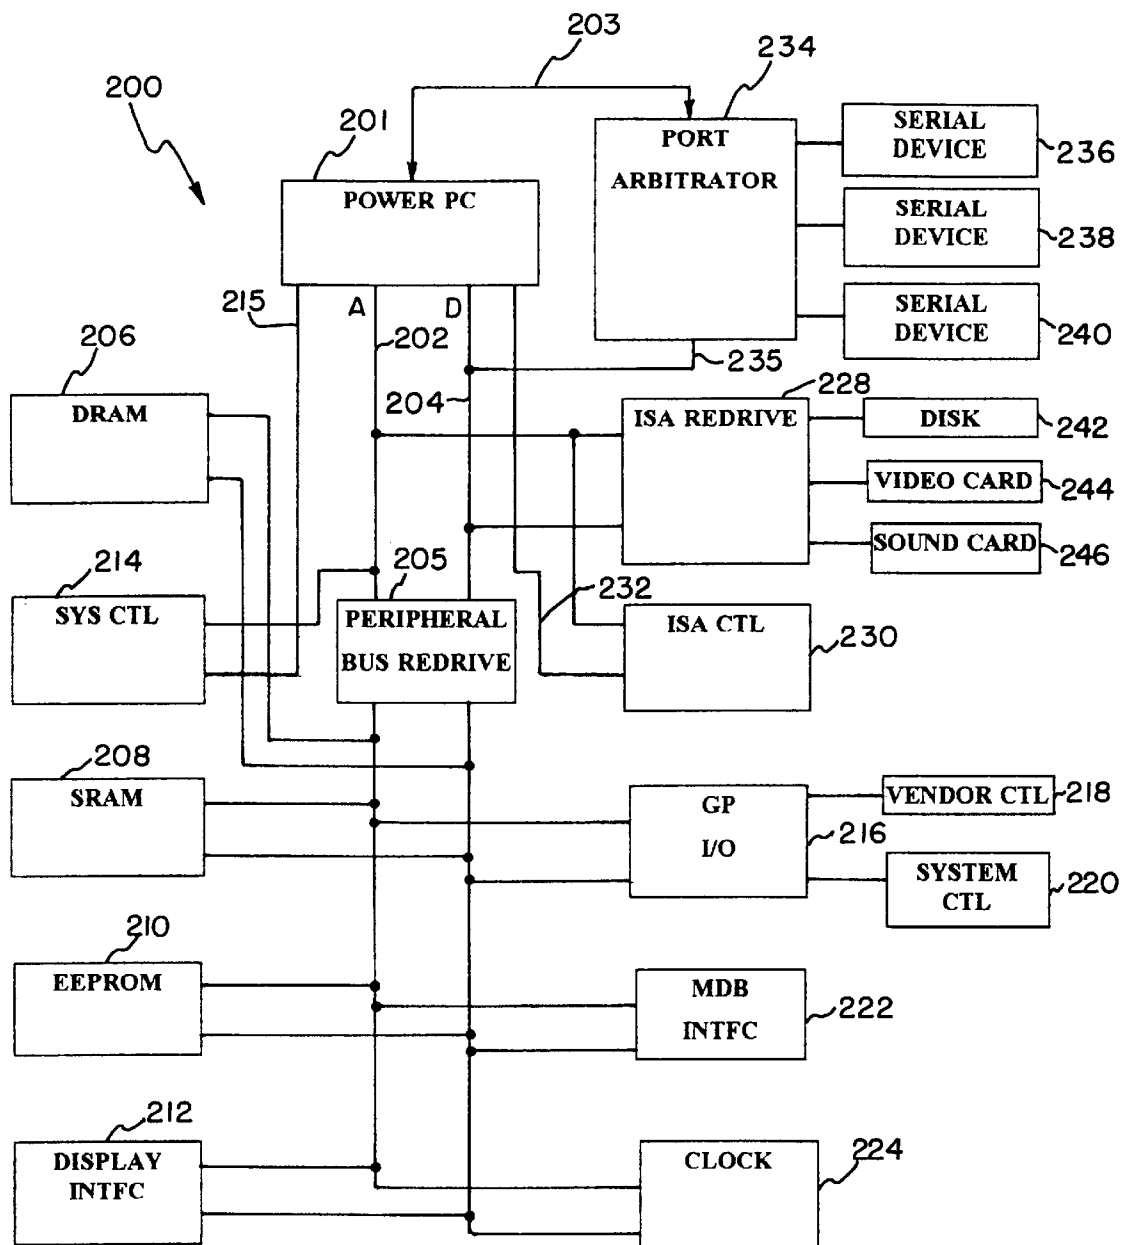 203
234
200
201
PORT
ARBITRATOR
SERIAL
DEVICE
236
POWER PC
SERIAL
DEVICE
238
215
A
D
206
202
235
SERIAL
DEVICE
240
204
228
DRAM
ISA REDRIVE
DISK
242
VIDEO CARD
244
214
205
SOUND CARD
246
232
SYS CTL
PERIPHERAL
BUS REDRIVE
ISA CTL
230
208
SRAM
GP
I/O
216
VENDOR CTL
218
SYSTEM
CTL
220
210
EEPROM
MDB
INTFC
222
212
DISPLAY
INTFC
CLOCK
224